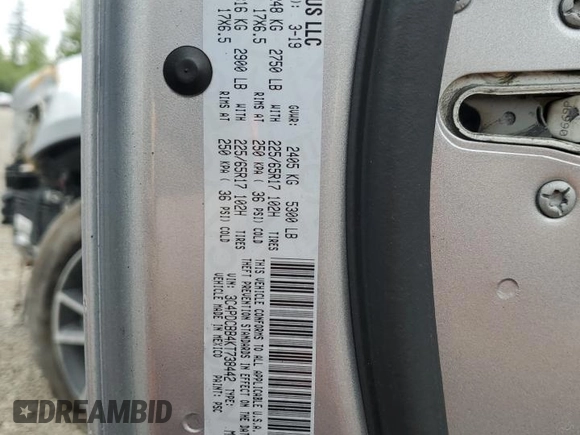 US LLC
3-19
GVWR: 2405 KG 5300 LB
48 KG 2750 LB WITH 225/65R17 102H TIRES
17X6.5 RIMS AT 250 KPA ( 36 PSI) COLD
16 KG 2900 LB WITH 225/65R17 102H TIRES
17X6.5 RIMS AT 250 KPA ( 36 PSI) COLD
THIS VEHICLE CONFORMS TO ALL APPLICABLE U.S.A.
THEFT PREVENTION STANDARDS IN EFFECT ON THE DA
VIN: 3C4PDCBB4KT738442 TYPE: M
MADE IN MEXICO PAINT: PSC
DREAMBID